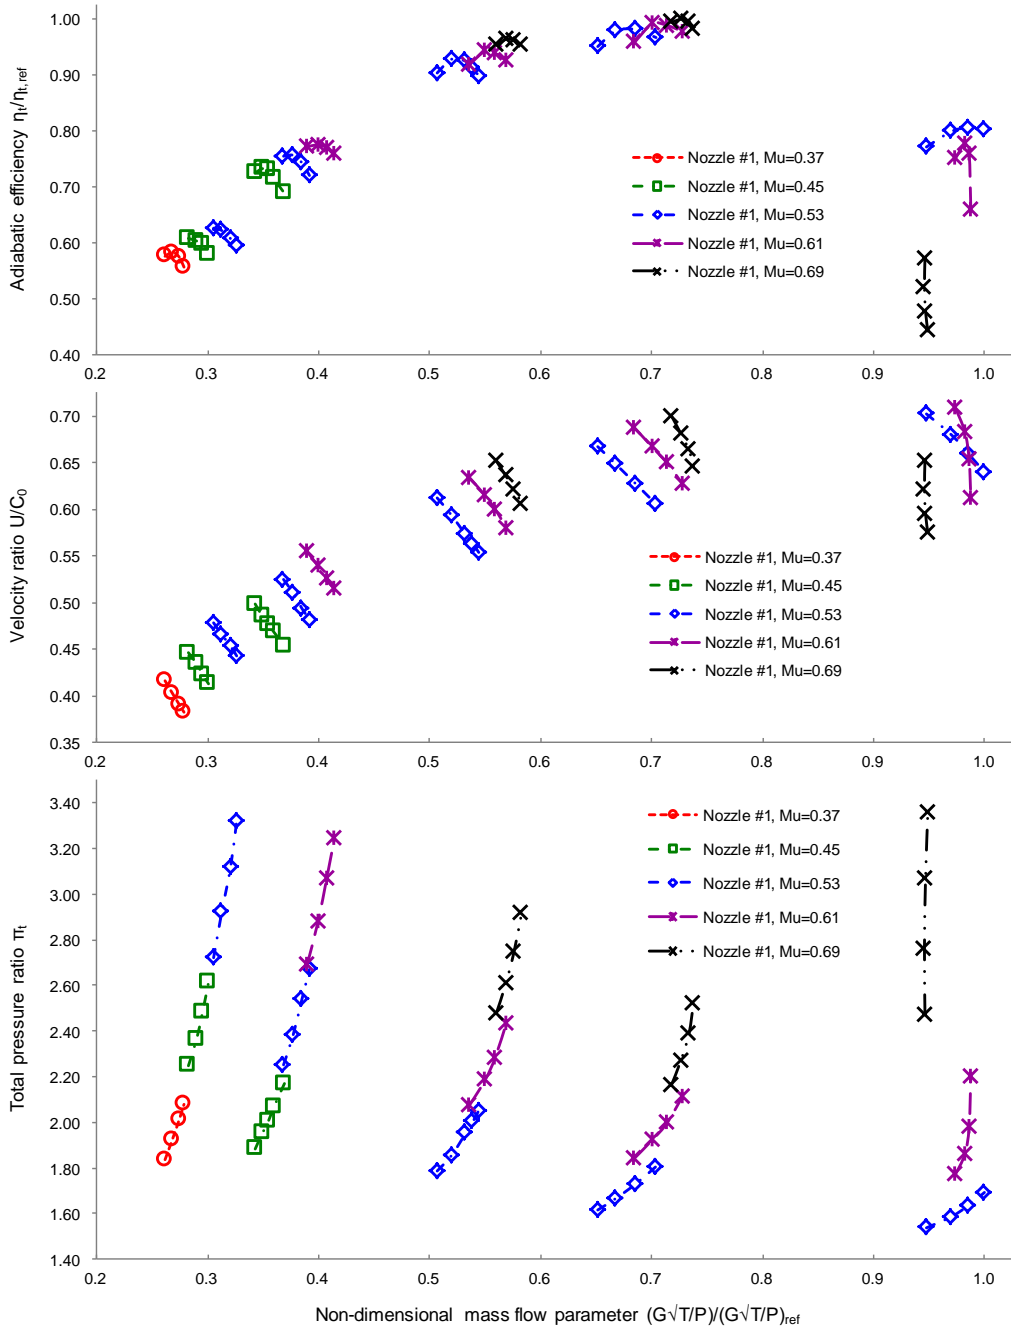 Adiabatic efficiency ηt/ηt,ref
1.00
0.90
0.80
0.70
0.60
0.50
0.40
Nozzle #1, Mu=0.37
Nozzle #1, Mu=0.45
Nozzle #1, Mu=0.53
Nozzle #1, Mu=0.61
Nozzle #1, Mu=0.69
0.2 0.3 0.4 0.5 0.6 0.7 0.8 0.9 1.0
Velocity ratio U/C0
0.70
0.65
0.60
0.55
0.50
0.45
0.40
0.35
Nozzle #1, Mu=0.37
Nozzle #1, Mu=0.45
Nozzle #1, Mu=0.53
Nozzle #1, Mu=0.61
Nozzle #1, Mu=0.69
0.2 0.3 0.4 0.5 0.6 0.7 0.8 0.9 1.0
Total pressure ratio πt
3.40
3.20
3.00
2.80
2.60
2.40
2.20
2.00
1.80
1.60
1.40
Nozzle #1, Mu=0.37
Nozzle #1, Mu=0.45
Nozzle #1, Mu=0.53
Nozzle #1, Mu=0.61
Nozzle #1, Mu=0.69
0.2 0.3 0.4 0.5 0.6 0.7 0.8 0.9 1.0
Non-dimensional mass flow parameter (G√T/P)/(G√T/P)ref